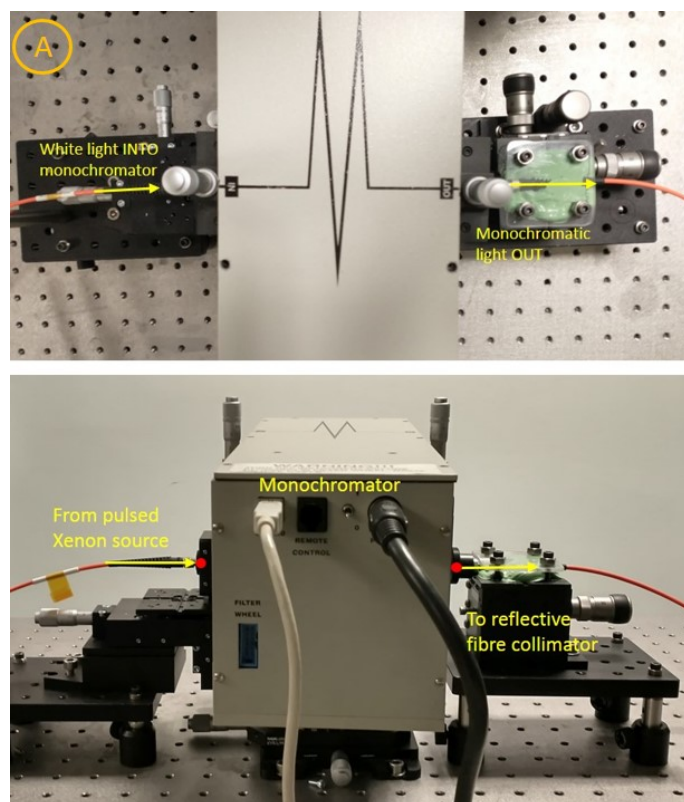 A
White light INTO
monochromator
IN
OUT
Monochromatic
light OUT
WARNING!!!
Monochromator
From pulsed
Xenon source
REMOTE
CONTROL
FILTER
WHEEL
To reflective
fibre collimator